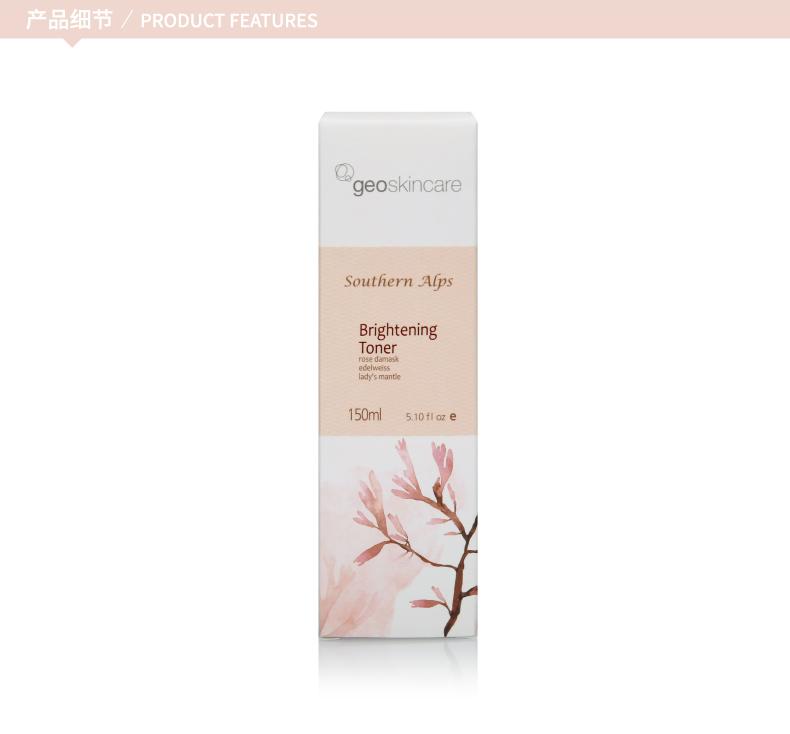 产品细节 / PRODUCT FEATURES
geoskincare
Southern Alps
Brightening
Toner
rose damask
edelweiss
lady's mantle
150ml 5.10 fl oz e